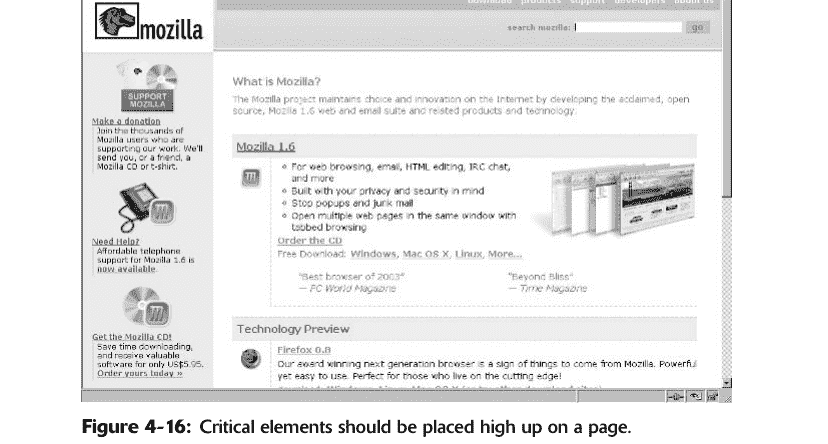 download products support developers about us
mozilla
search mozilla:
go
SUPPORT
MOZILLA
Make a donation
Join the thousands of
Mozilla users who are
supporting our work. We'll
send you, or a friend, a
Mozilla CD or t-shirt.
Need Help?
Affordable telephone
support for Mozilla 1.6 is
now available.
Get the Mozilla CD!
Save time downloading,
and receive valuable
software for only US$5.95.
Order yours today »
What is Mozilla?
The Mozilla project maintains choice and innovation on the Internet by developing the acclaimed, open
source, Mozilla 1.6 web and email suite and related products and technology.
Mozilla 1.6
For web browsing, email, HTML editing, IRC chat,
and more
Built with your privacy and security in mind
Stop popups and junk mail
Open multiple web pages in the same window with
tabbed browsing
Order the CD
Free Download: Windows, Mac OS X, Linux, More...
"Best browser of 2003"
— PC World Magazine
"Beyond Bliss"
— Time Magazine
Technology Preview
Firefox 0.8
Our award winning next generation browser is a sign of things to come from Mozilla. Powerful
yet easy to use. Perfect for those who live on the cutting edge!
Figure 4-16: Critical elements should be placed high up on a page.